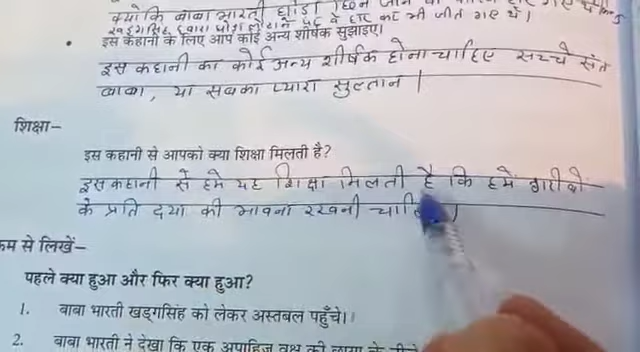 क्योंकि बाबा भारती घोड़ा छिन जाने
इस कहानी के लिए आप कोई अन्य शीर्षक सुझाइए।
इस कहानी का कोई अन्य शीर्षक होना चाहिए सच्चे संत
बाबा, या सबका प्यारा सुल्तान।
शिक्षा–
इस कहानी से आपको क्या शिक्षा मिलती है?
इस कहानी से हमे यह शिक्षा मिलती है कि हमें गरीबों
के प्रति दया की भावना रखनी चाहिए।
पहले क्या हुआ और फिर क्या हुआ?
से लिखें–
1. बाबा भारती खड्गसिंह को लेकर अस्तबल पहुँचे।
2. बाबा भारती ने देखा कि एक अपाहिज वृक्ष की छाया के नीचे